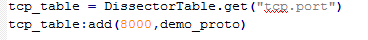 tcp_table = DissectorTable.get("tcp.port")
tcp_table:add(8000,demo_proto)